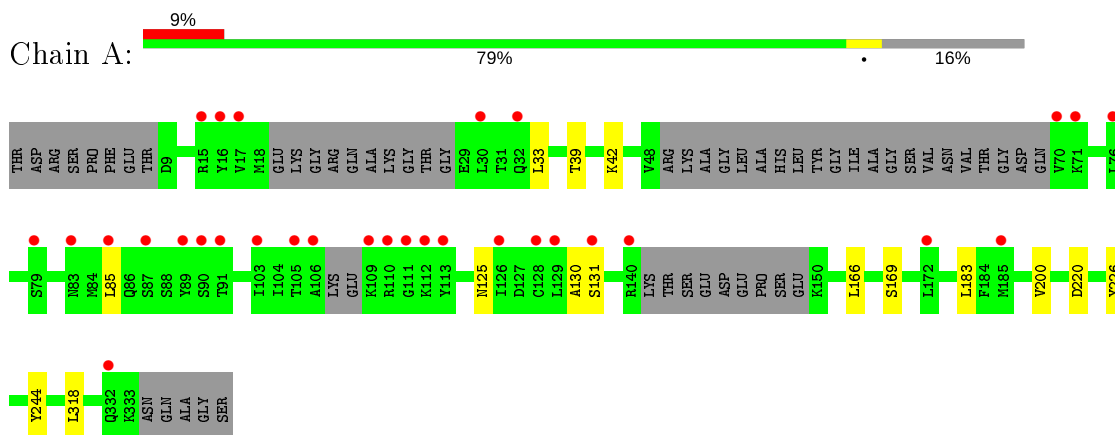 9%
Chain A:
79%
•
16%
THR ASP ARG SER PRO PHE GLU THR D9 R15 Y16 V17 M18 GLU LYS GLY ARG GLN ALA LYS GLY THR GLY E29 L30 T31 Q32 L33 T39 K42 V48 ARG LYS ALA GLY LEU ALA HIS LEU TYR GLY ILE ALA GLY SER VAL ASN VAL THR GLY ASP GLN V70 K71 L76
S79 N83 M84 L85 Q86 S87 S88 Y89 S90 T91 I103 I104 T105 A106 LYS GLU K109 R110 G111 K112 Y113 N125 I126 D127 C128 L129 A130 S131 R140 LYS THR SER GLU ASP GLY GLU PRO SER GLU K150 L166 S169 L172 L183 F184 M185 V200 D220 Y226
Y244 L318 Q332 K333 ASN GLN ALA GLY SER